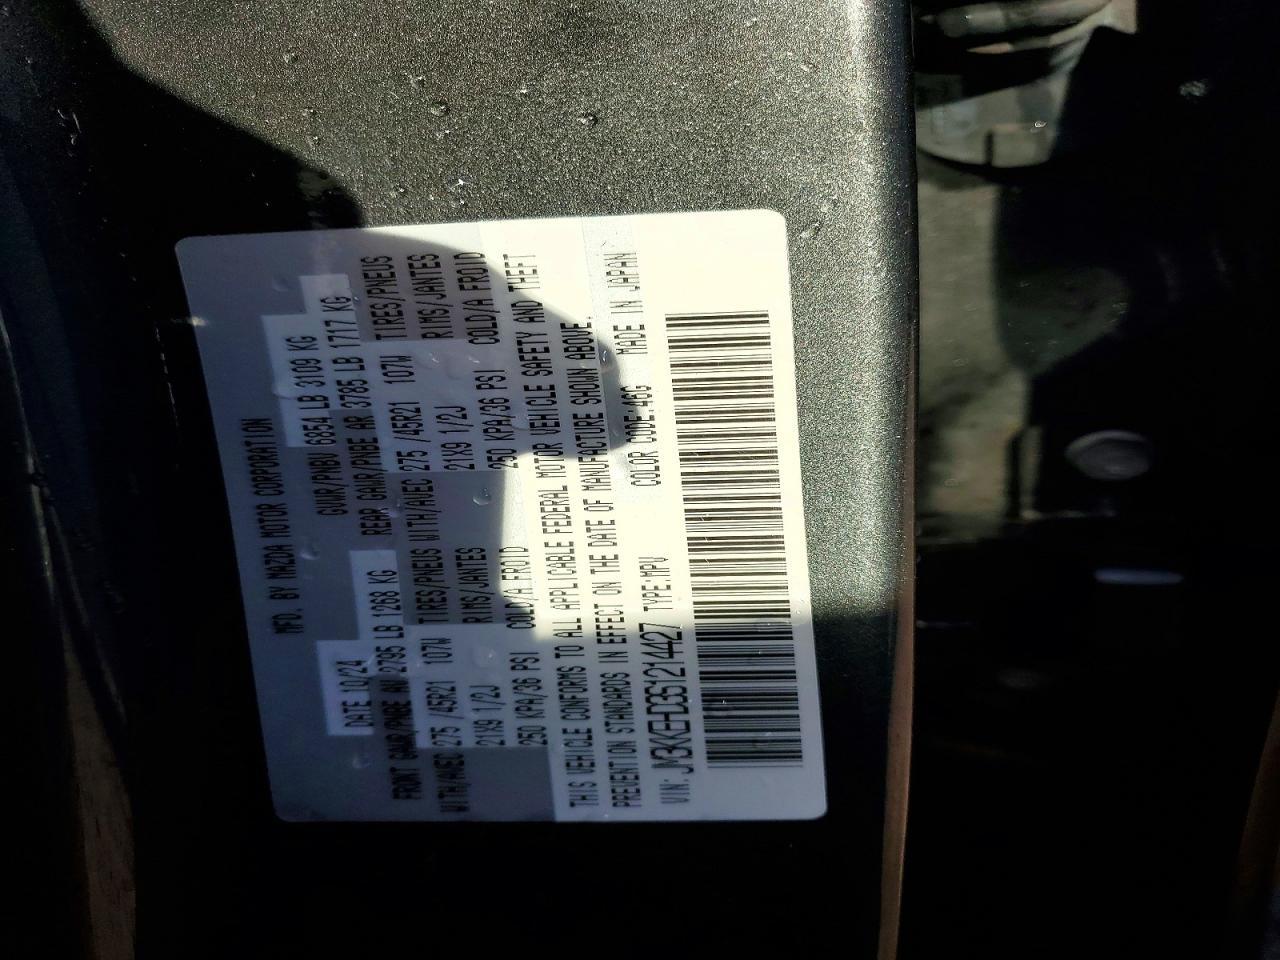 MFD. BY MAZDA MOTOR CORPORATION
DATE 10/24 GVWR/PNBV 6854 LB 3109 KG
FRONT GAWR/PNBE AV 2795 LB 1268 KG REAR GAWR/PNBE AR 3785 LB 1717 KG
WITH/AVEC 275 /45R21 107W TIRES/PNEUS WITH/AVEC 275 /45R21 107W TIRES/PNEUS
21X9 1/2J RIMS/JANTES 21X9 1/2J RIMS/JANTES
250 KPA/36 PSI COLD/A FROID 250 KPA/36 PSI COLD/A FROID
THIS VEHICLE CONFORMS TO ALL APPLICABLE FEDERAL MOTOR VEHICLE SAFETY AND THEFT
PREVENTION STANDARDS IN EFFECT ON THE DATE OF MANUFACTURE SHOWN ABOVE.
VIN: JM3KKEHD3S1214427 TYPE:MPV COLOR CODE:46G MADE IN JAPAN